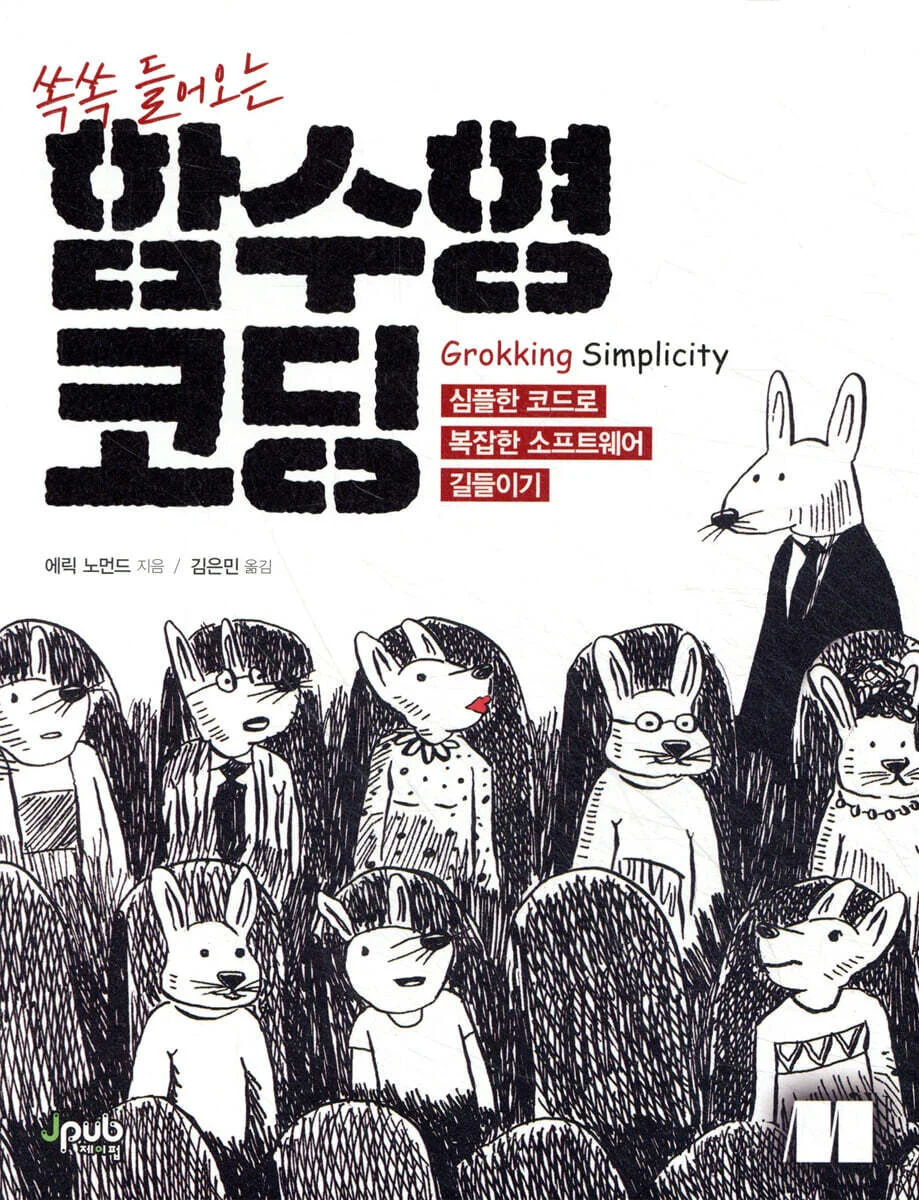 쏙쏙 들어오는
함수형
코딩
Grokking Simplicity
심플한 코드로
복잡한 소프트웨어
길들이기
에릭 노먼드 지음 / 김은민 옮김
Jpub
제이펍